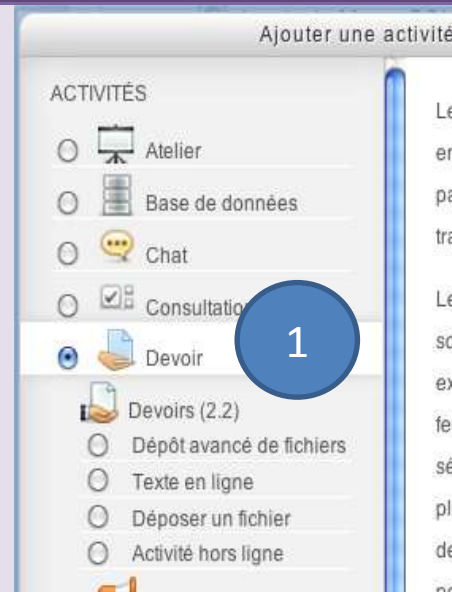 Ajouter une activité
ACTIVITÉS
Atelier
Base de données
Chat
Consultation
Devoir
1
Devoirs (2.2)
Dépôt avancé de fichiers
Texte en ligne
Déposer un fichier
Activité hors ligne